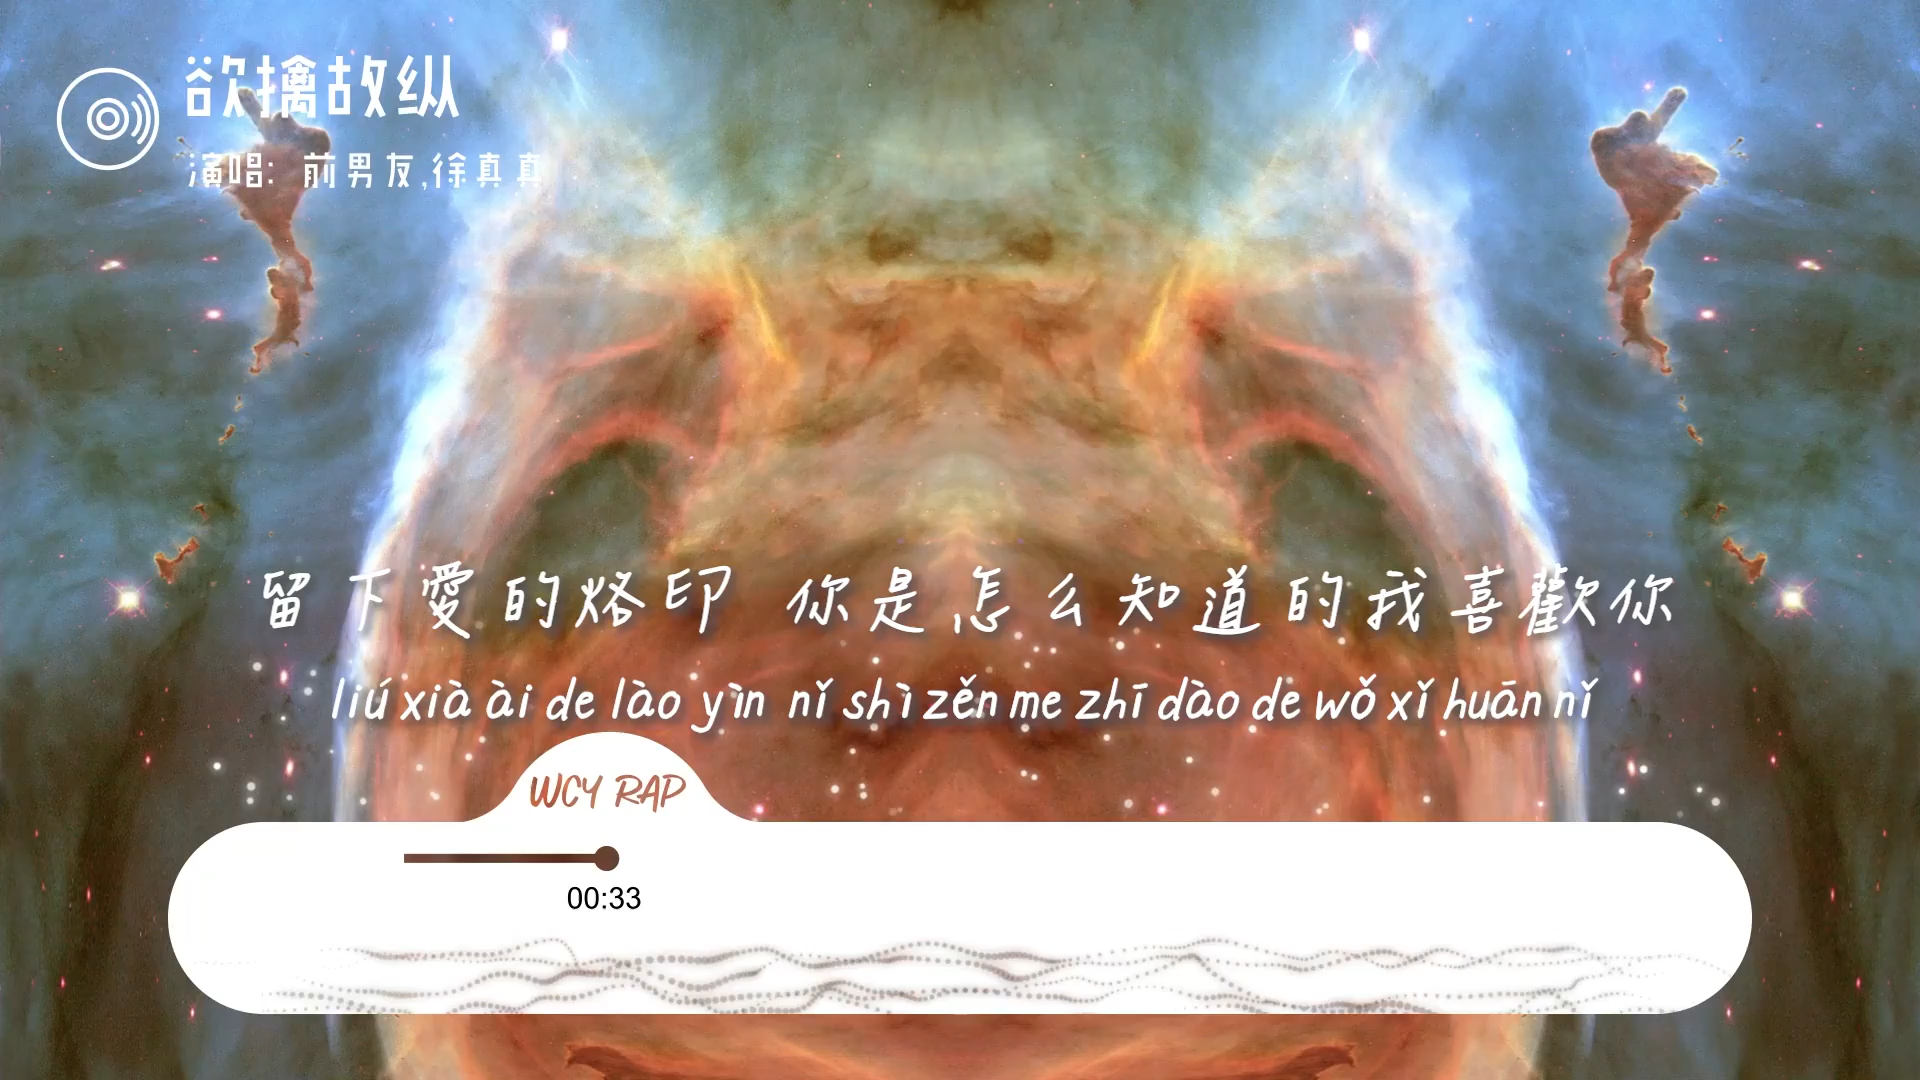 欲擒故纵
演唱: 前男友,徐真真
留下愛的烙印 你是怎么知道的我喜歡你
liú xià ài de lào yìn nǐ shì zěn me zhī dào de wǒ xǐ huān nǐ
WCY RAP
00:33